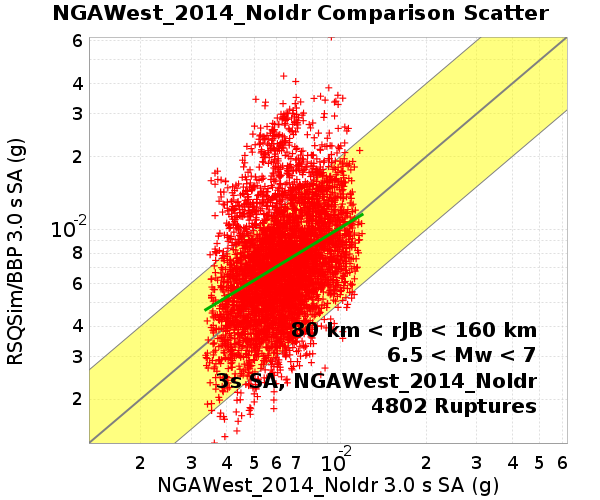 NGAWest_2014_NoIdr Comparison Scatter
6
4
3
2
10-2
8
6
4
3
2
RSQSim/BBP 3.0 s SA (g)
80 km < rJB < 160 km
6.5 < Mw < 7
3s SA, NGAWest_2014_NoIdr
4802 Ruptures
2 3 4 5 6 7 10-2 2 3 4 5 6
NGAWest_2014_NoIdr 3.0 s SA (g)